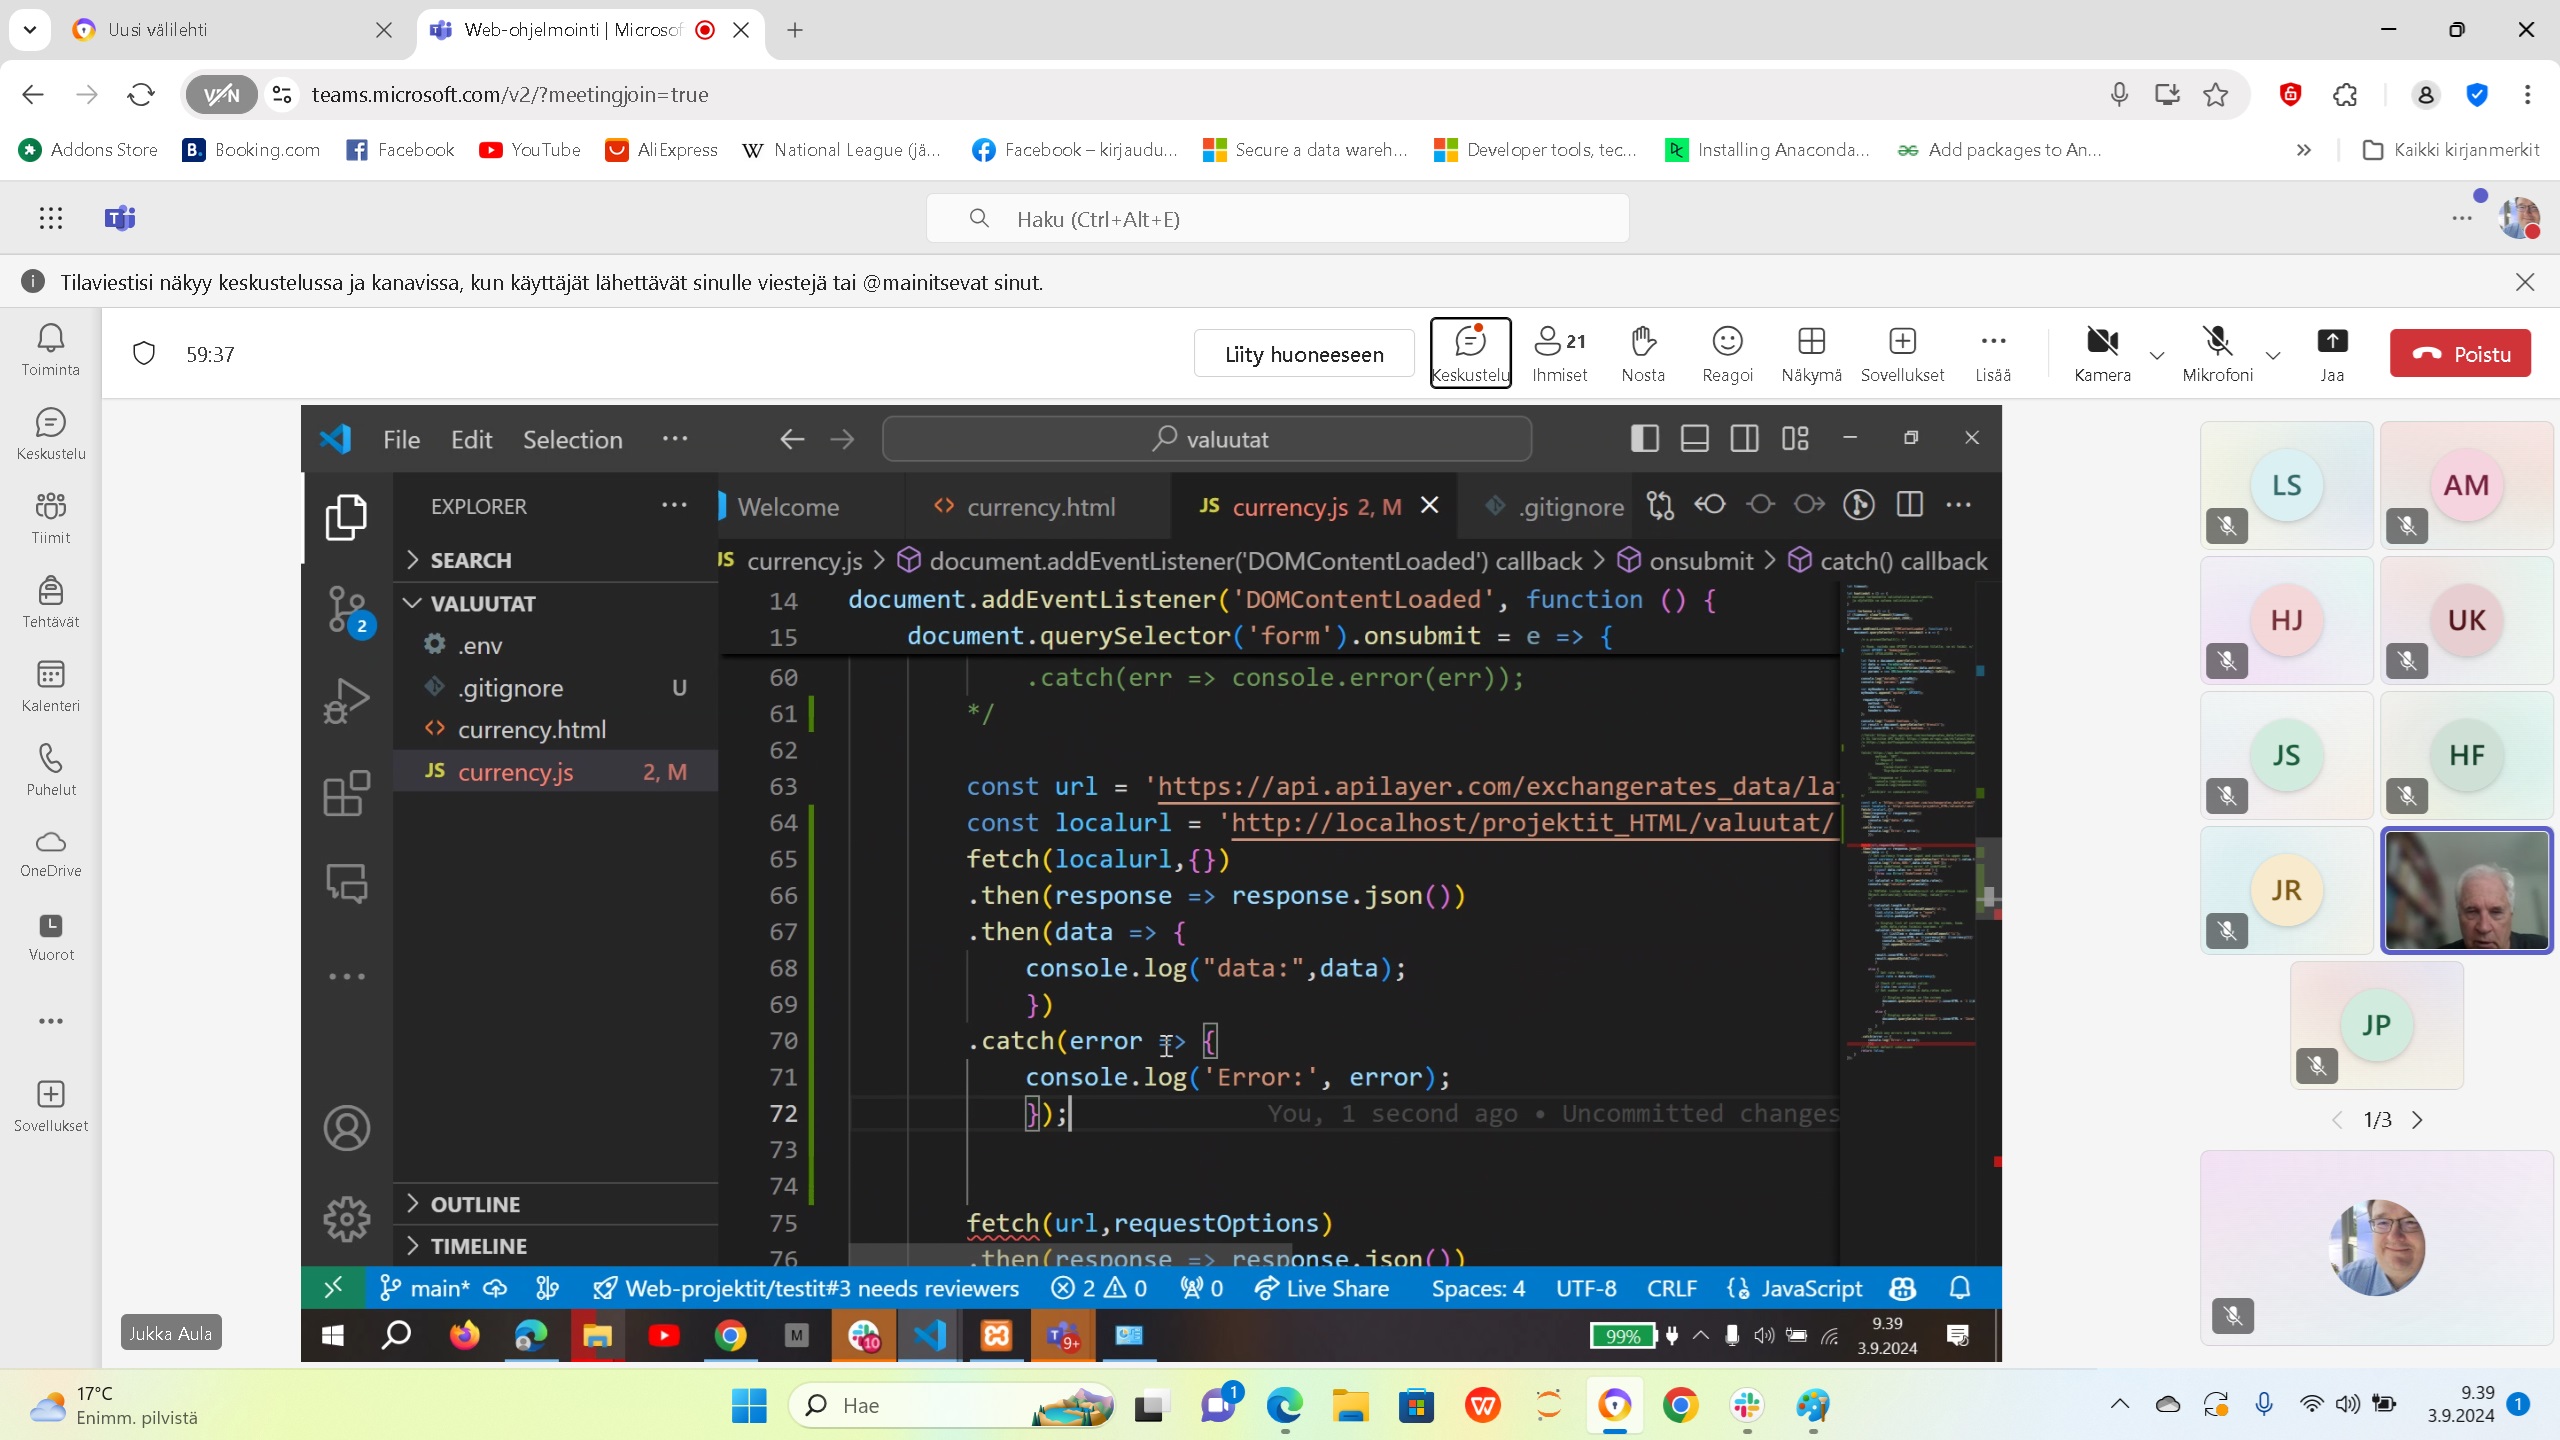 Uusi välilehti
Web-ohjelmointi | Microsof
VPN
teams.microsoft.com/v2/?meetingjoin=true
Addons Store
Booking.com
Facebook
YouTube
AliExpress
National League (jä...
Facebook – kirjaudu...
Secure a data wareh...
Developer tools, tec...
Installing Anaconda...
Add packages to An...
Kaikki kirjanmerkit
Haku (Ctrl+Alt+E)
Tilaviestisi näkyy keskustelussa ja kanavissa, kun käyttäjät lähettävät sinulle viestejä tai @mainitsevat sinut.
59:37
Liity huoneeseen
Keskustelu
21
Ihmiset
Nosta
Reagoi
Näkymä
Sovellukset
Lisää
Kamera
Mikrofoni
Jaa
Poistu
Toiminta
Keskustelu
Tiimit
Tehtävät
Kalenteri
Puhelut
OneDrive
Vuorot
Sovellukset
File Edit Selection ···
valuutat
EXPLORER
SEARCH
VALUUTAT
.env
.gitignore U
currency.html
JS currency.js 2, M
OUTLINE
TIMELINE
2
Welcome
currency.html
JS currency.js 2, M
.gitignore
JS currency.js > document.addEventListener('DOMContentLoaded') callback > onsubmit > catch() callback
14 document.addEventListener('DOMContentLoaded', function () {
15 document.querySelector('form').onsubmit = e => {
60 .catch(err => console.error(err));
61 */
62
63 const url = 'https://api.apilayer.com/exchangerates_data/la
64 const localurl = 'http://localhost/projektit_HTML/valuutat/
65 fetch(localurl,{})
66 .then(response => response.json())
67 .then(data => {
68 console.log("data:",data);
69 })
70 .catch(error => {
71 console.log('Error:', error);
72 }); You, 1 second ago • Uncommitted changes
73
74
75 fetch(url,requestOptions)
76 .then(response => response.json())
main*
Web-projektit/testit#3 needs reviewers
2
0
0
Live Share
Spaces: 4
UTF-8
CRLF
JavaScript
M
10
9+
99%
9.39
3.9.2024
Jukka Aula
LS
AM
HJ
UK
JS
HF
JR
JP
1/3
17°C
Enimm. pilvistä
Hae
1
9.39
3.9.2024
1